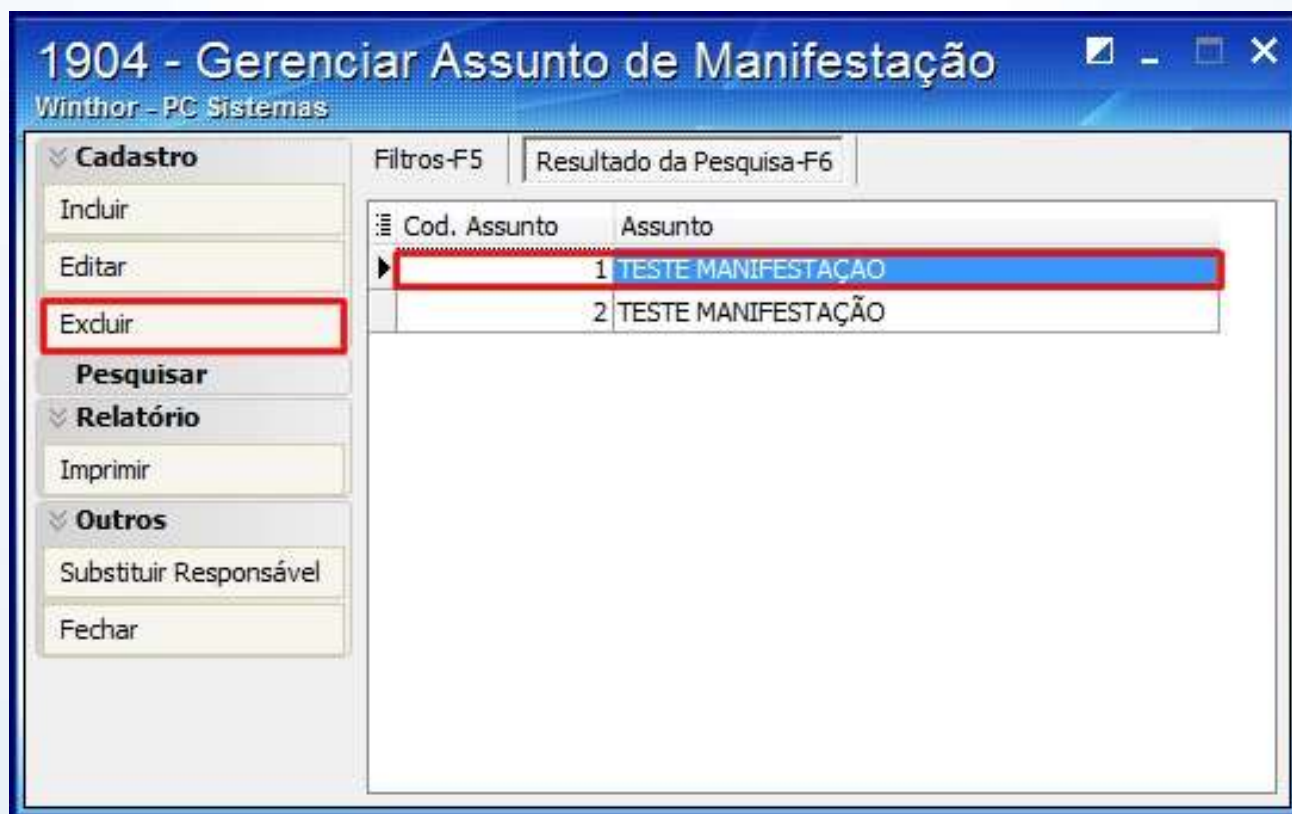 1904 - Gerenciar Assunto de Manifestação
Winthor - PC Sistemas
Cadastro
Incluir
Editar
Excluir
Pesquisar
Relatório
Imprimir
Outros
Substituir Responsável
Fechar
Filtros-F5 Resultado da Pesquisa-F6
Cod. Assunto Assunto
1 TESTE MANIFESTAÇAO
2 TESTE MANIFESTAÇÃO